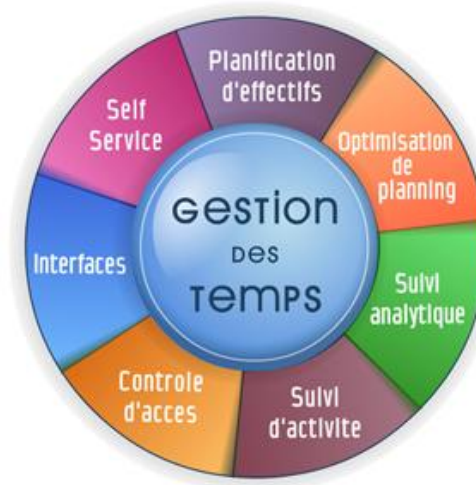 Planification
d'effectifs
Optimisation
de
planning
Suivi
analytique
Suivi
d'activite
Controle
d'acces
Interfaces
Self
Service
Gestion
des
temps